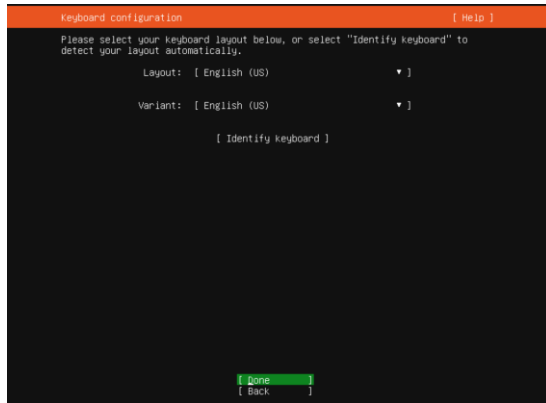 Keyboard configuration [ Help ]
Please select your keyboard layout below, or select "Identify keyboard" to
detect your layout automatically.
Layout: [ English (US) ▾ ]
Variant: [ English (US) ▾ ]
[ Identify keyboard ]
[ Done ]
[ Back ]